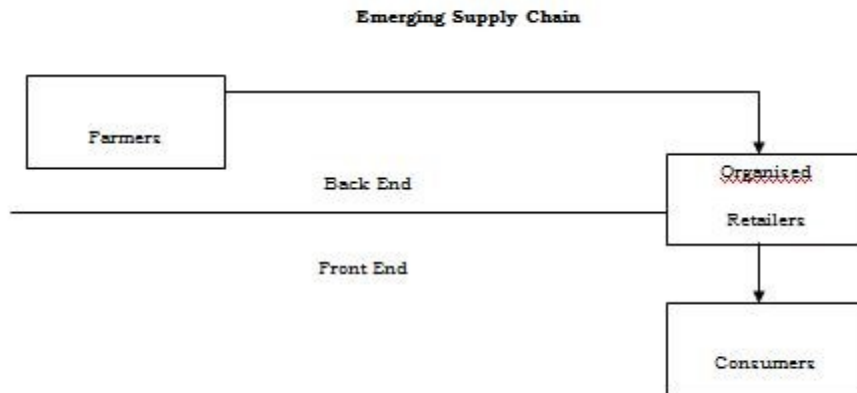 Emerging Supply Chain
Farmers
Back End
Organised
Retailers
Front End
Consumers